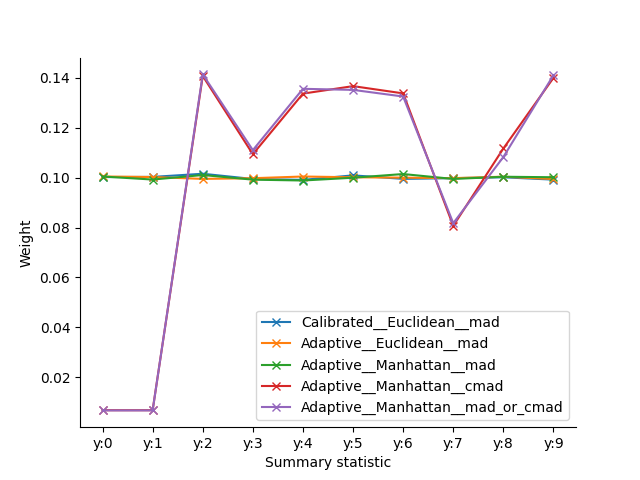 0.14
0.12
0.10
0.08
0.06
0.04
0.02
Weight
Calibrated__Euclidean__mad
Adaptive__Euclidean__mad
Adaptive__Manhattan__mad
Adaptive__Manhattan__cmad
Adaptive__Manhattan__mad_or_cmad
y:0 y:1 y:2 y:3 y:4 y:5 y:6 y:7 y:8 y:9
Summary statistic